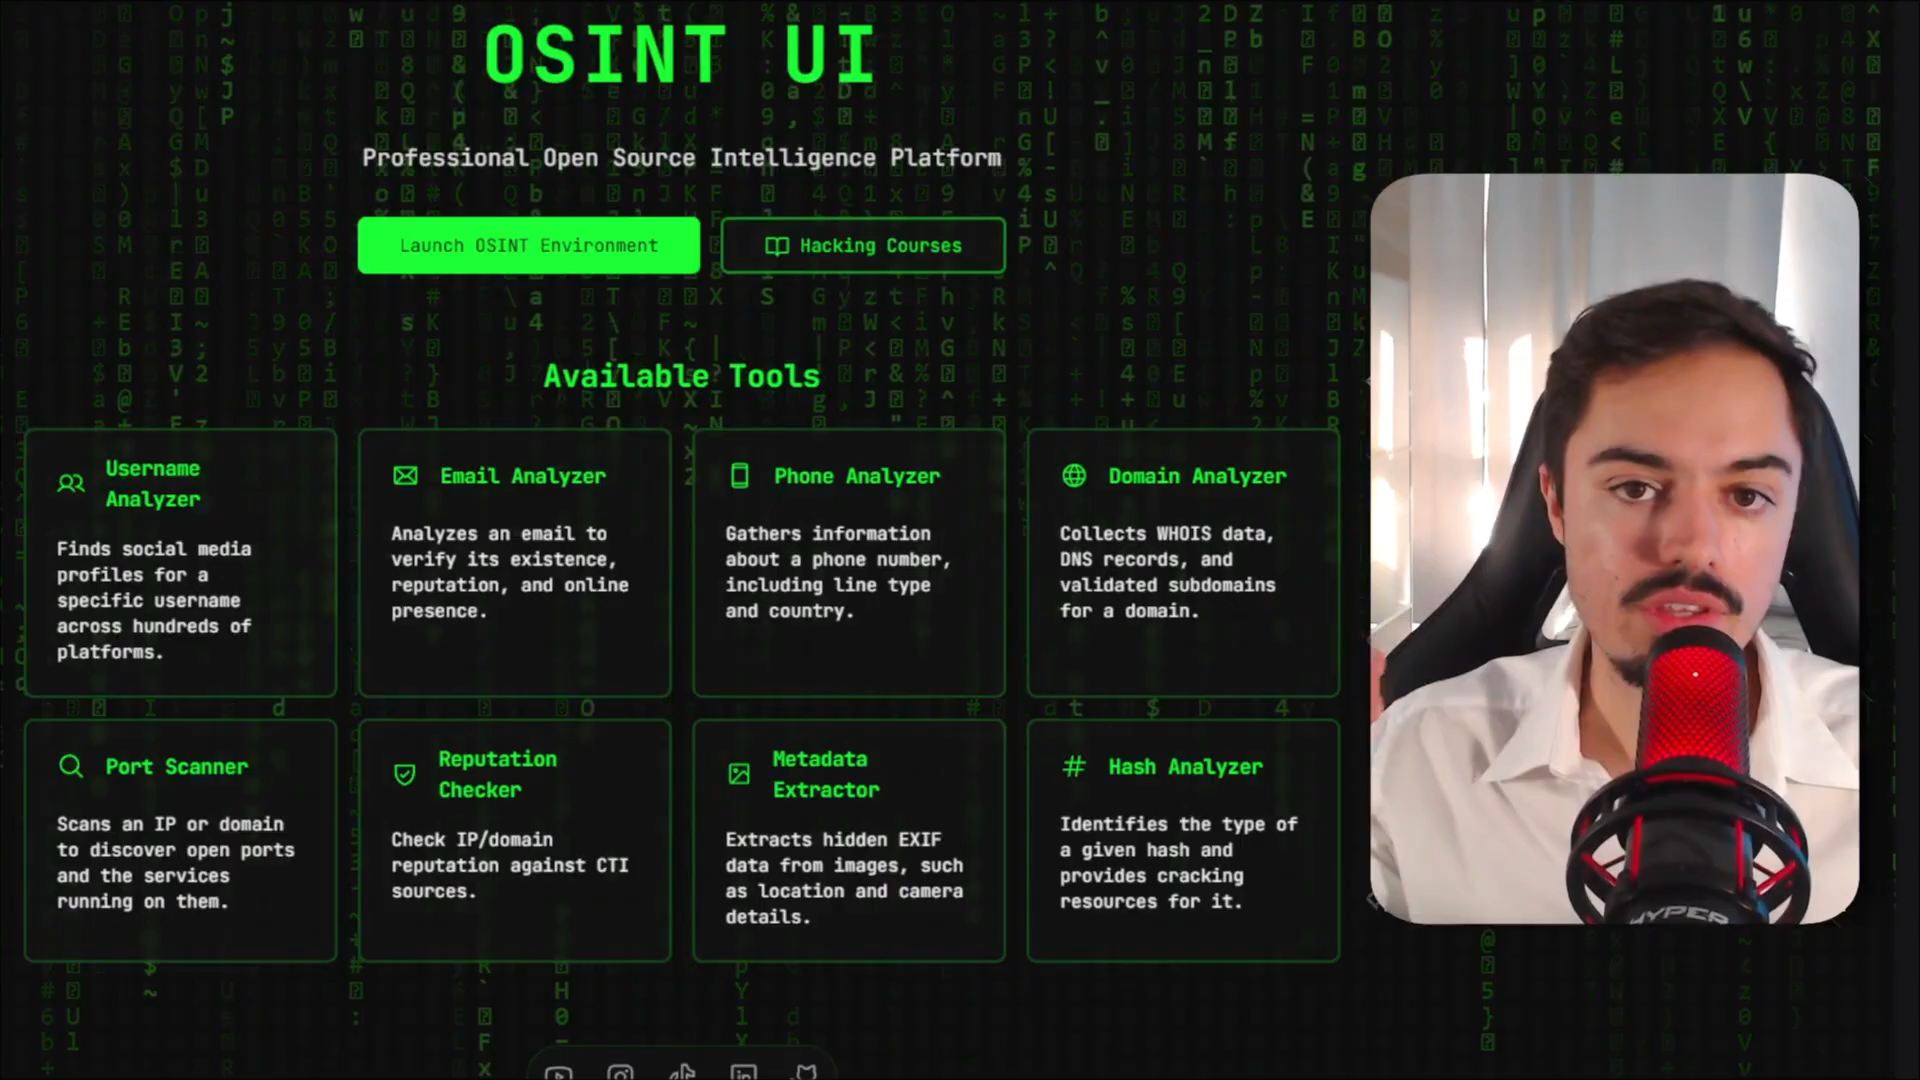 OSINT UI
Professional Open Source Intelligence Platform
Launch OSINT Environment
Hacking Courses
Available Tools
Username
Analyzer
Finds social media
profiles for a
specific username
across hundreds of
platforms.
Email Analyzer
Analyzes an email to
verify its existence,
reputation, and online
presence.
Phone Analyzer
Gathers information
about a phone number,
including line type
and country.
Domain Analyzer
Collects WHOIS data,
DNS records, and
validated subdomains
for a domain.
Port Scanner
Scans an IP or domain
to discover open ports
and the services
running on them.
Reputation
Checker
Check IP/domain
reputation against CTI
sources.
Metadata
Extractor
Extracts hidden EXIF
data from images, such
as location and camera
details.
Hash Analyzer
Identifies the type of
a given hash and
provides cracking
resources for it.
HYPER